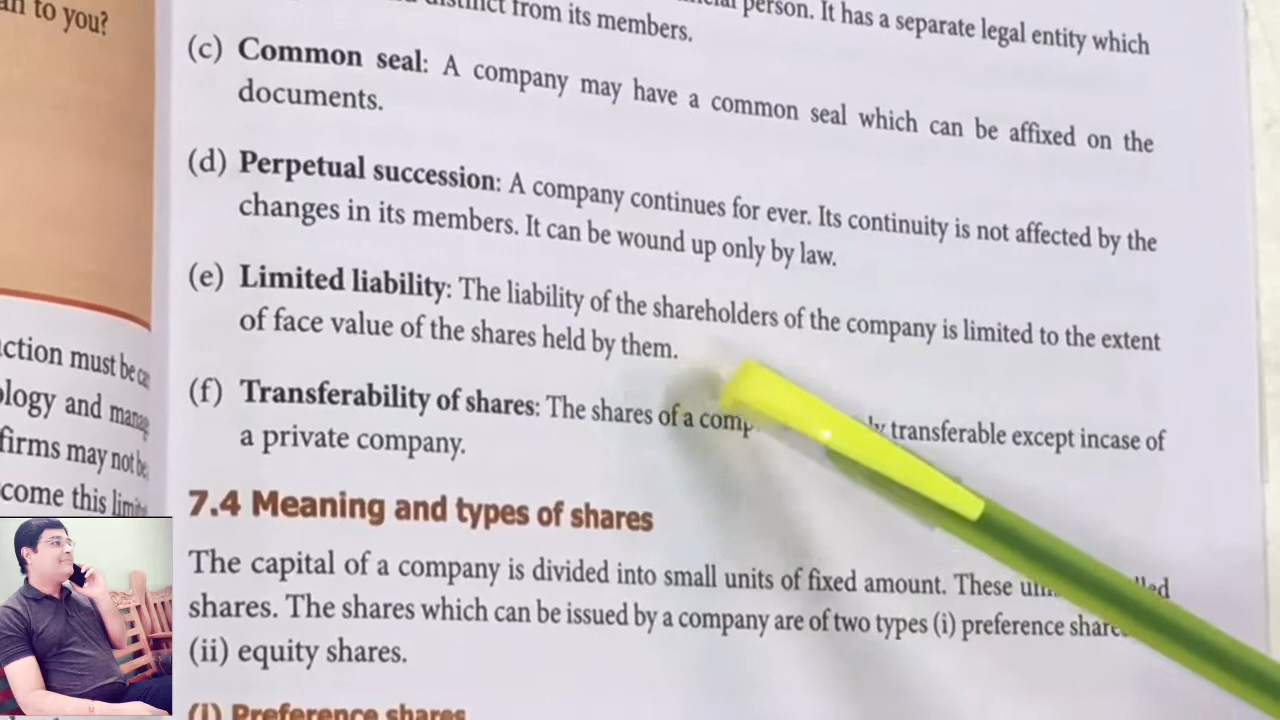 an to you?
person. It has a separate legal entity which
distinct from its members.
(c) Common seal: A company may have a common seal which can be affixed on the
documents.
(d) Perpetual succession: A company continues for ever. Its continuity is not affected by the
changes in its members. It can be wound up only by law.
(e) Limited liability: The liability of the shareholders of the company is limited to the extent
of face value of the shares held by them.
(f) Transferability of shares: The shares of a comp ly transferable except incase of
a private company.
7.4 Meaning and types of shares
The capital of a company is divided into small units of fixed amount. These
shares. The shares which can be issued by a company are of two types (i) preference
(ii) equity shares.
(i) Preference shares
ction must be
logy and
firms may not be
come this